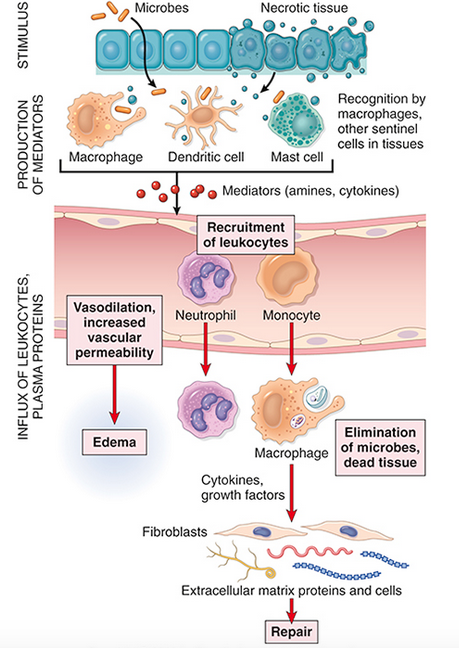 STIMULUS
Microbes
Necrotic tissue
PRODUCTION
OF MEDIATORS
Macrophage
Dendritic cell
Mast cell
Recognition by
macrophages,
other sentinel
cells in tissues
Mediators (amines, cytokines)
INFLUX OF LEUKOCYTES,
PLASMA PROTEINS
Recruitment
of leukocytes
Vasodilation,
increased
vascular
permeability
Neutrophil
Monocyte
Edema
Macrophage
Elimination
of microbes,
dead tissue
Cytokines,
growth factors
Fibroblasts
Extracellular matrix proteins and cells
Repair